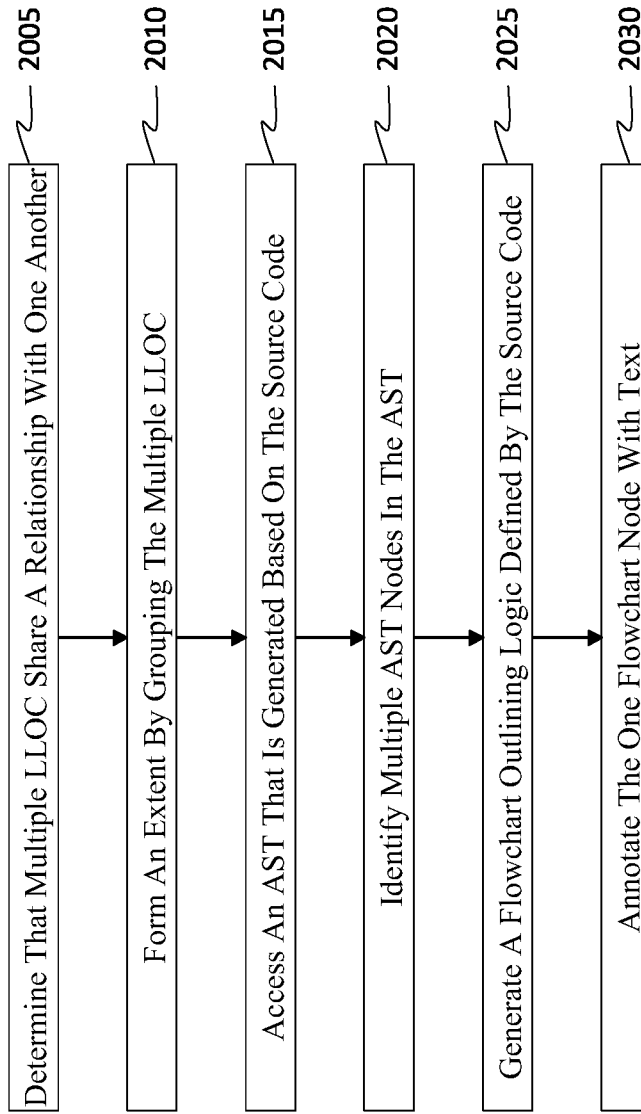 Determine That Multiple LLOC Share A Relationship With One Another
2005
Form An Extent By Grouping The Multiple LLOC
2010
Access An AST That Is Generated Based On The Source Code
2015
Identify Multiple AST Nodes In The AST
2020
Generate A Flowchart Outlining Logic Defined By The Source Code
2025
Annotate The One Flowchart Node With Text
2030